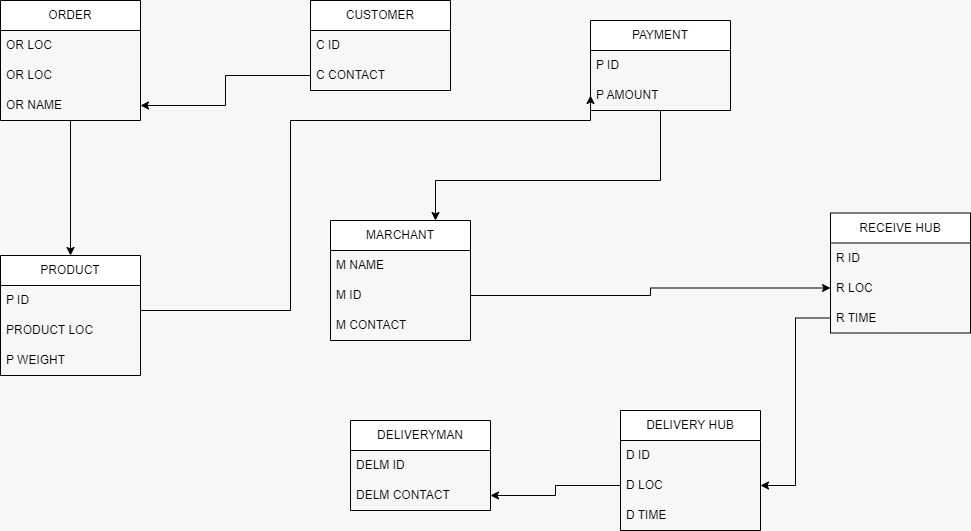 ORDER
OR LOC
OR LOC
OR NAME
CUSTOMER
C ID
C CONTACT
PAYMENT
P ID
P AMOUNT
PRODUCT
P ID
PRODUCT LOC
P WEIGHT
MARCHANT
M NAME
M ID
M CONTACT
RECEIVE HUB
R ID
R LOC
R TIME
DELIVERYMAN
DELM ID
DELM CONTACT
DELIVERY HUB
D ID
D LOC
D TIME